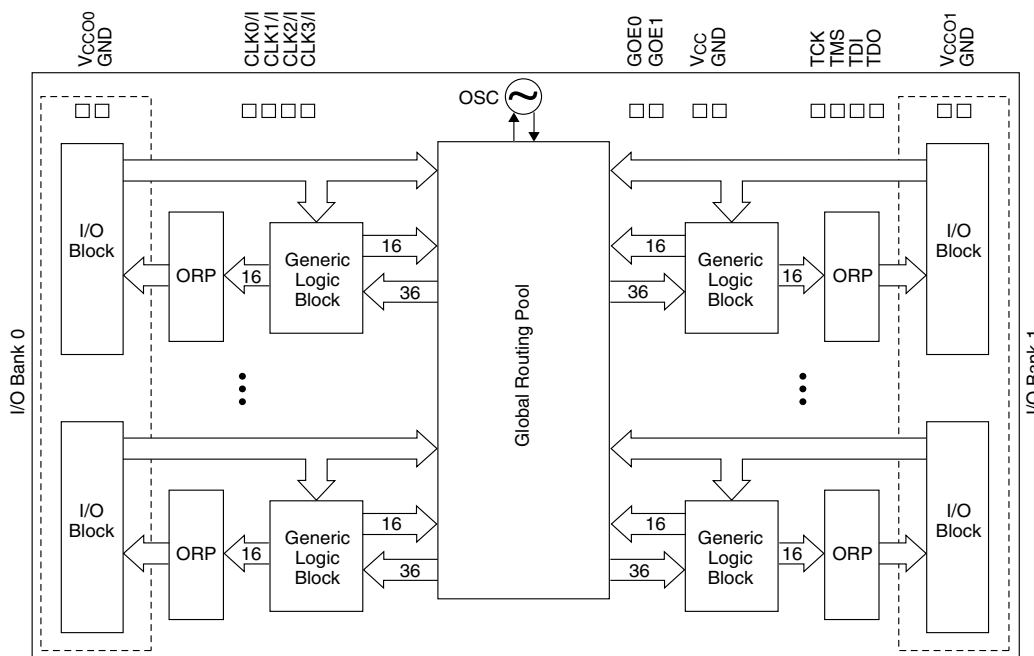 VCCO0
GND
CLK0/I
CLK1/I
CLK2/I
CLK3/I
GOE0
GOE1
VCC
GND
TCK
TMS
TDI
TDO
VCCO1
GND
OSC
I/O Bank 0
I/O
Block
ORP
16
Generic
Logic
Block
16
36
Global Routing Pool
16
36
Generic
Logic
Block
16
ORP
I/O
Block
I/O Bank 1
I/O
Block
ORP
16
Generic
Logic
Block
16
36
16
36
Generic
Logic
Block
16
ORP
I/O
Block